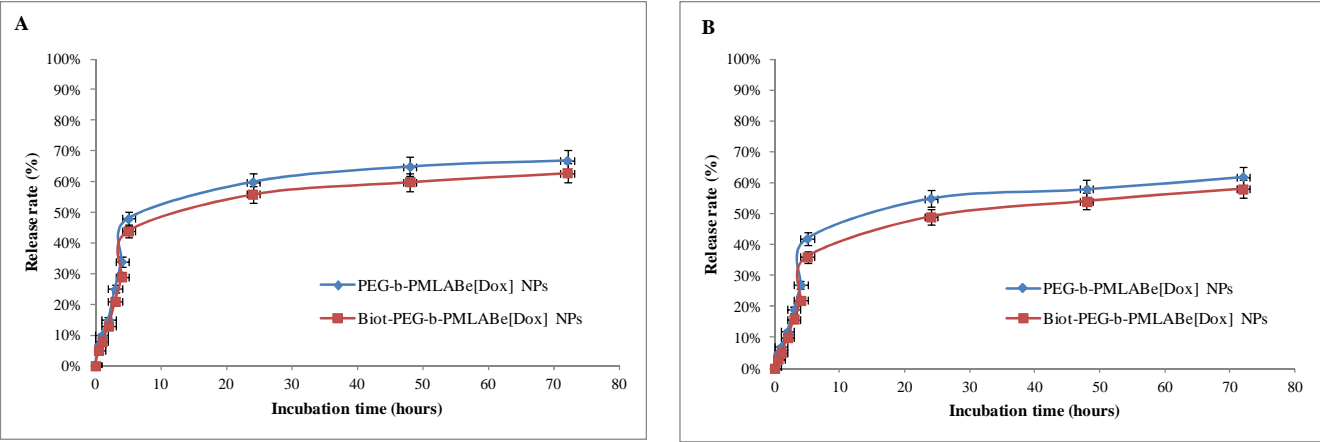 A
100%
90%
80%
70%
60%
50%
40%
30%
20%
10%
0%
0 10 20 30 40 50 60 70 80
Release rate (%)
Incubation time (hours)
PEG-b-PMLABe[Dox] NPs
Biot-PEG-b-PMLABe[Dox] NPs
B
100%
90%
80%
70%
60%
50%
40%
30%
20%
10%
0%
0 10 20 30 40 50 60 70 80
Release rate (%)
Incubation time (hours)
PEG-b-PMLABe[Dox] NPs
Biot-PEG-b-PMLABe[Dox] NPs